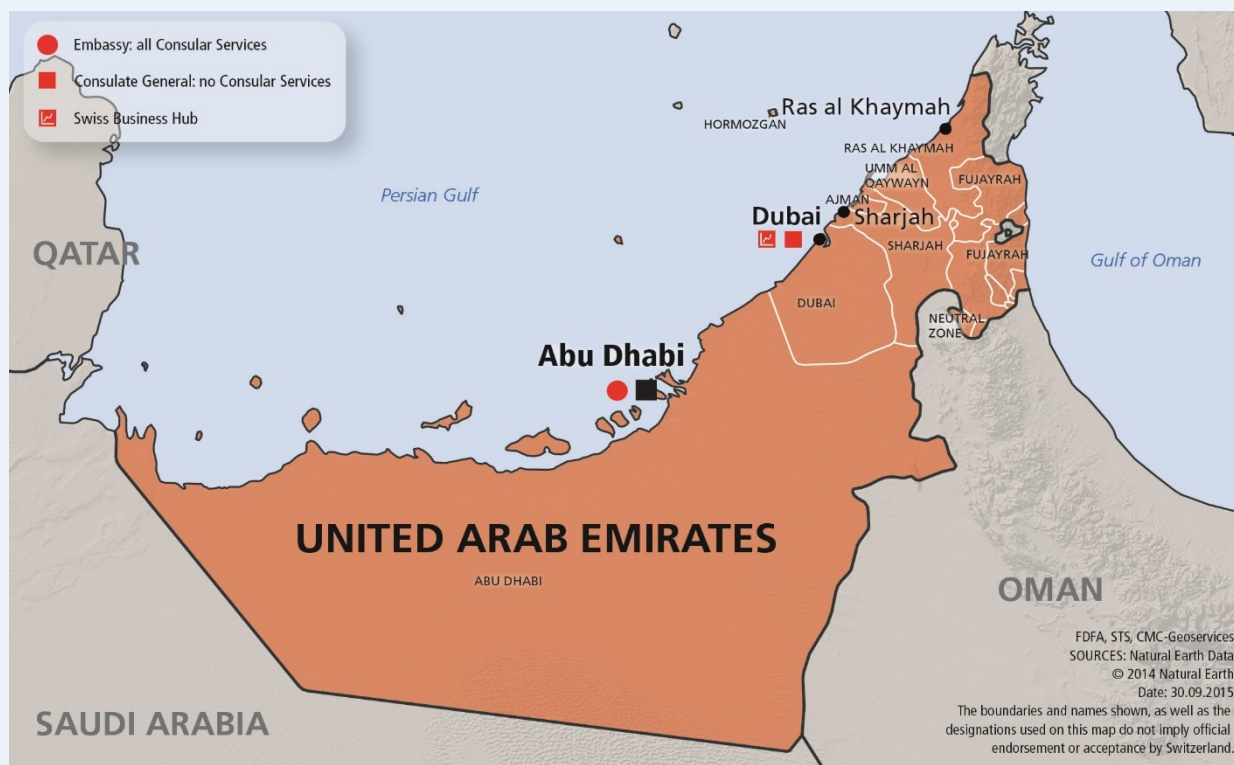 Embassy: all Consular Services
Consulate General: no Consular Services
Swiss Business Hub
Ras al Khaymah
HORMOZGAN
RAS AL KHAYMAH
UMM AL
QAYWAYN
FUJAYRAH
Persian Gulf
AJMAN
Dubai
Sharjah
QATAR
SHARJAH
FUJAYRAH
Gulf of Oman
DUBAI
NEUTRAL
ZONE
Abu Dhabi
UNITED ARAB EMIRATES
ABU DHABI
OMAN
SAUDI ARABIA
FDFA, STS, CMC-Geoservices
SOURCES: Natural Earth Data
© 2014 Natural Earth
Date: 30.09.2015
The boundaries and names shown, as well as the
designations used on this map do not imply official
endorsement or acceptance by Switzerland.